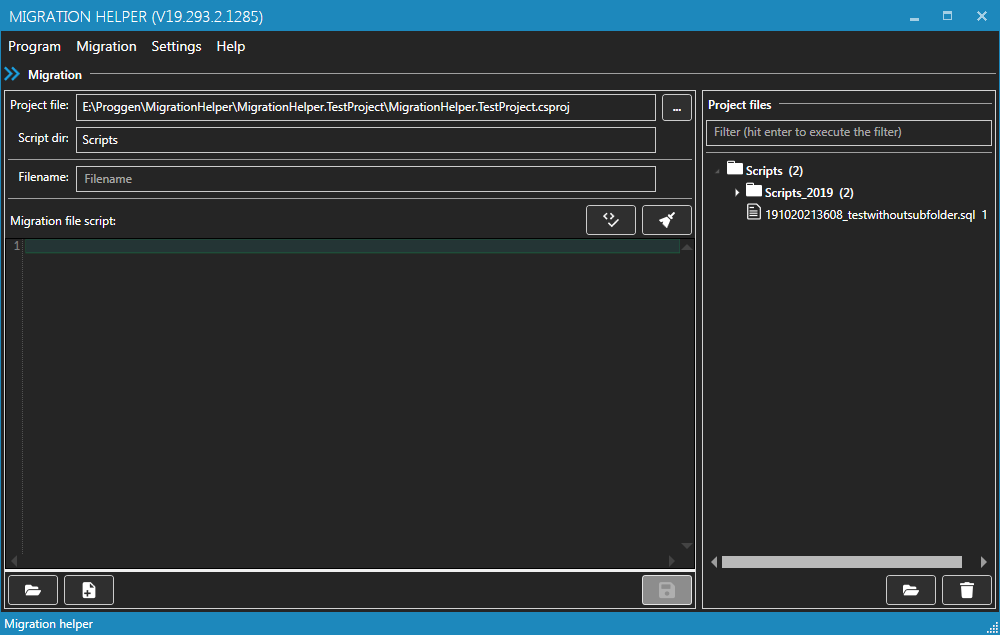 MIGRATION HELPER (V19.293.2.1285)
Program Migration Settings Help
Migration
Project file: E:\Proggen\MigrationHelper\MigrationHelper.TestProject\MigrationHelper.TestProject.csproj ...
Script dir: Scripts
Filename: Filename
Migration file script:
1
Project files
Filter (hit enter to execute the filter)
Scripts (2)
Scripts_2019 (2)
191020213608_testwithoutsubfolder.sql 1
Migration helper